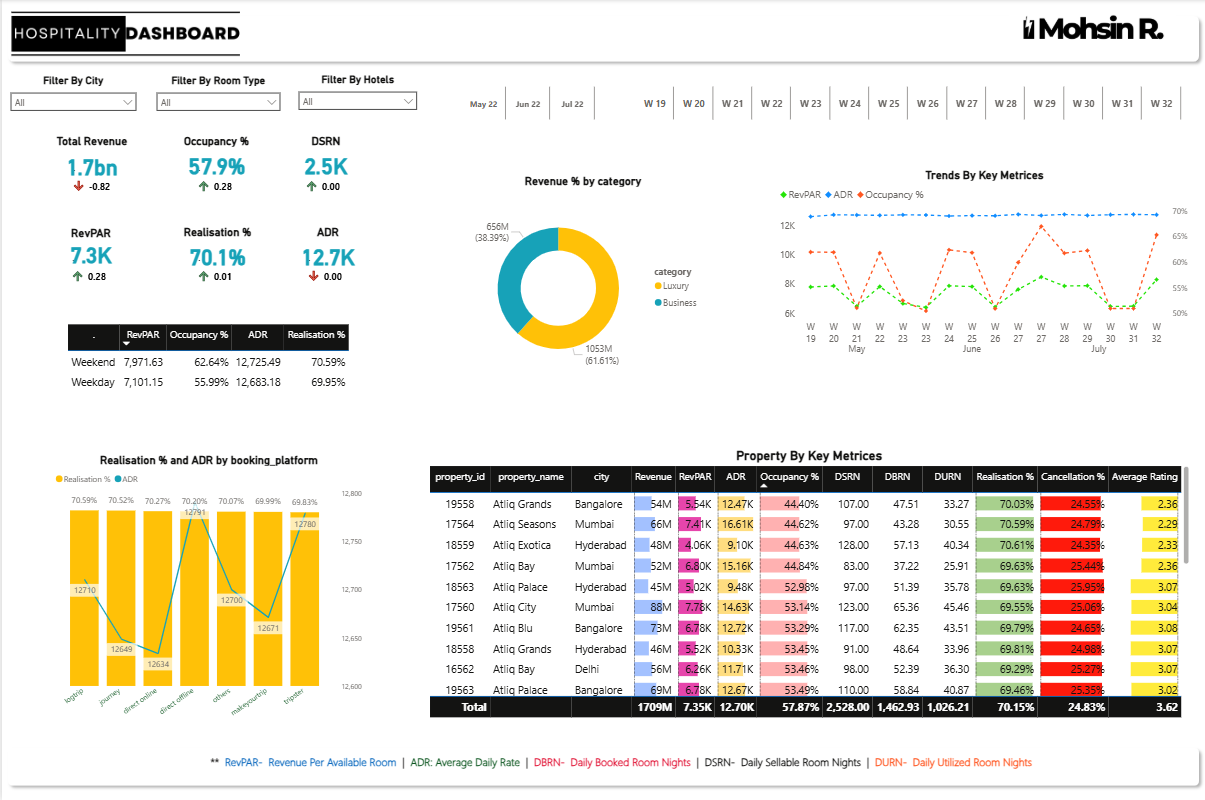 HOSPITALITY DASHBOARD
Mohsin R.
Filter By City
All
Filter By Room Type
All
Filter By Hotels
All
May 22 Jun 22 Jul 22
W 19 W 20 W 21 W 22 W 23 W 24 W 25 W 26 W 27 W 28 W 29 W 30 W 31 W 32
Total Revenue
1.7bn
-0.82
Occupancy %
57.9%
0.28
DSRN
2.5K
0.00
RevPAR
7.3K
0.28
Realisation %
70.1%
0.01
ADR
12.7K
0.00
. RevPAR Occupancy % ADR Realisation %
Weekend 7,971.63 62.64% 12,725.49 70.59%
Weekday 7,101.15 55.99% 12,683.18 69.95%
Revenue % by category
656M
(38.39%)
1053M
(61.61%)
category
Luxury
Business
Trends By Key Metrices
RevPAR ADR Occupancy %
12K
10K
8K
6K
70%
65%
60%
55%
50%
W W W W W W W W W W W W W W W W
19 20 21 22 23 24 25 26 27 27 28 29 30 31 31 32
May June July
Realisation % and ADR by booking_platform
Realisation % ADR
70.59% 70.52% 70.27% 70.20% 70.07% 69.99% 69.83%
12710 12649 12634 12791 12700 12671 12780
12,800
12,750
12,700
12,650
12,600
logtrip journey direct online direct offline others makeyourtrip tripster
Property By Key Metrices
property_id property_name city Revenue RevPAR ADR Occupancy % DSRN DBRN DURN Realisation % Cancellation % Average Rating
19558 Atliq Grands Bangalore 54M 5.54K 12.47K 44.40% 107.00 47.51 33.27 70.03% 24.55% 2.36
17564 Atliq Seasons Mumbai 66M 7.41K 16.61K 44.62% 97.00 43.28 30.55 70.59% 24.79% 2.29
18559 Atliq Exotica Hyderabad 48M 4.06K 9.10K 44.63% 128.00 57.13 40.34 70.61% 24.35% 2.33
17562 Atliq Bay Mumbai 52M 6.80K 15.16K 44.84% 83.00 37.22 25.91 69.63% 25.44% 2.36
18563 Atliq Palace Hyderabad 45M 5.02K 9.48K 52.98% 97.00 51.39 35.78 69.63% 25.95% 3.07
17560 Atliq City Mumbai 88M 7.78K 14.63K 53.14% 123.00 65.36 45.46 69.55% 25.06% 3.04
19561 Atliq Blu Bangalore 73M 6.78K 12.72K 53.29% 117.00 62.35 43.51 69.79% 24.65% 3.08
18558 Atliq Grands Hyderabad 46M 5.52K 10.33K 53.45% 91.00 48.64 33.96 69.81% 24.98% 3.07
16562 Atliq Bay Delhi 56M 6.26K 11.71K 53.46% 98.00 52.39 36.30 69.29% 25.27% 3.07
19563 Atliq Palace Bangalore 69M 6.78K 12.67K 53.49% 110.00 58.84 40.87 69.46% 25.35% 3.02
Total 1709M 7.35K 12.70K 57.87% 2,528.00 1,462.93 1,026.21 70.15% 24.83% 3.62
** RevPAR- Revenue Per Available Room | ADR: Average Daily Rate | DBRN- Daily Booked Room Nights | DSRN- Daily Sellable Room Nights | DURN- Daily Utilized Room Nights